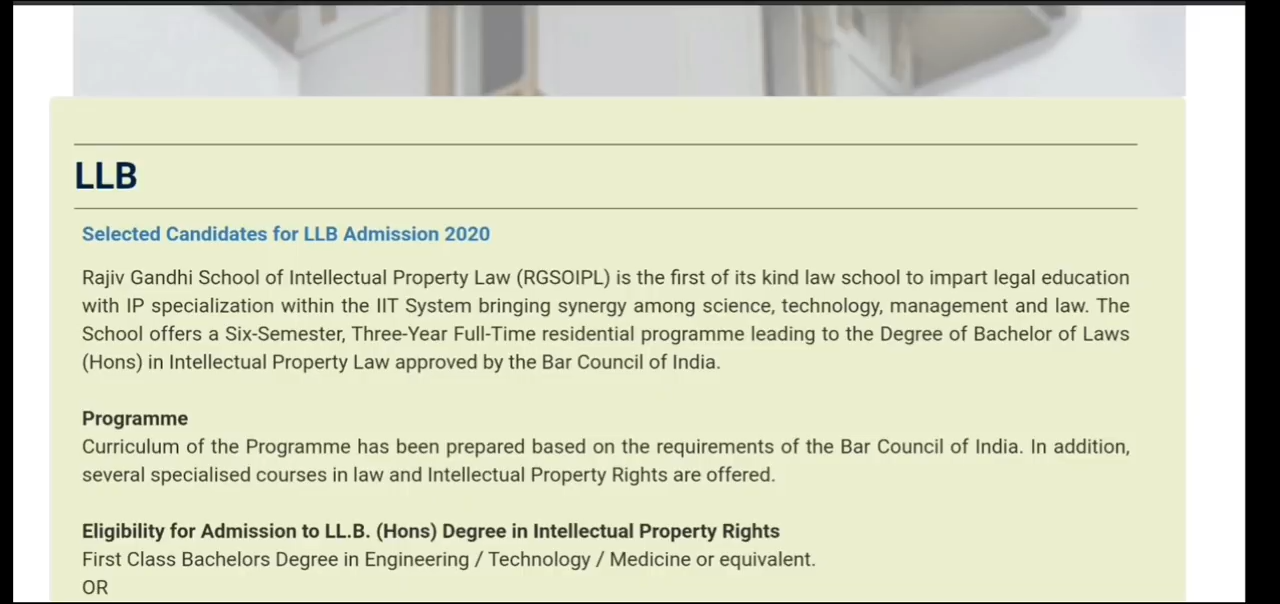 LLB
Selected Candidates for LLB Admission 2020
Rajiv Gandhi School of Intellectual Property Law (RGSOIPL) is the first of its kind law school to impart legal education
with IP specialization within the IIT System bringing synergy among science, technology, management and law. The
School offers a Six-Semester, Three-Year Full-Time residential programme leading to the Degree of Bachelor of Laws
(Hons) in Intellectual Property Law approved by the Bar Council of India.
Programme
Curriculum of the Programme has been prepared based on the requirements of the Bar Council of India. In addition,
several specialised courses in law and Intellectual Property Rights are offered.
Eligibility for Admission to LL.B. (Hons) Degree in Intellectual Property Rights
First Class Bachelors Degree in Engineering / Technology / Medicine or equivalent.
OR